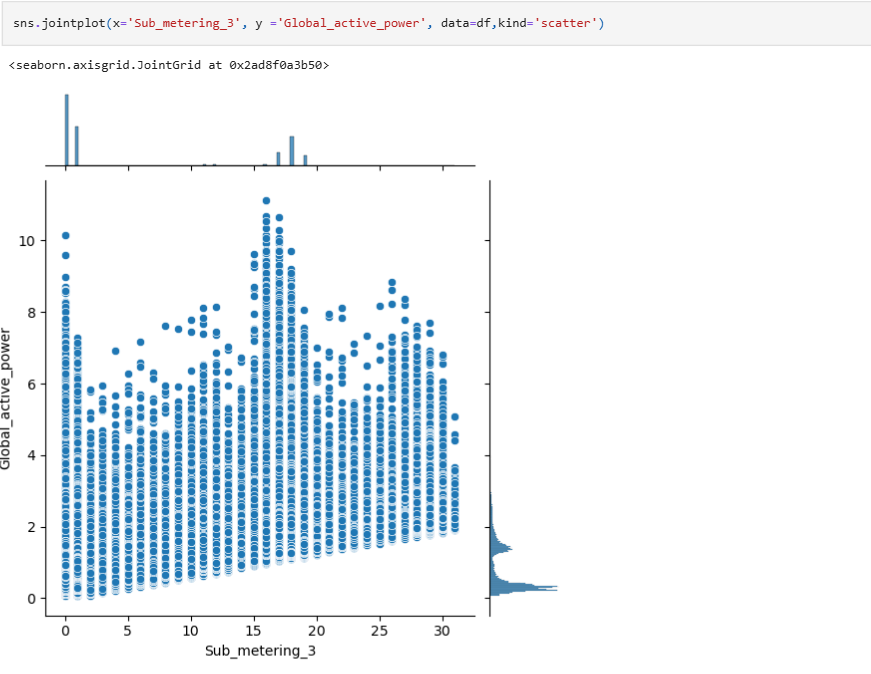 sns.jointplot(x='Sub_metering_3', y ='Global_active_power', data=df,kind='scatter')
<seaborn.axisgrid.JointGrid at 0x2ad8f0a3b50>
10
8
6
4
2
0
Global_active_power
0 5 10 15 20 25 30
Sub_metering_3